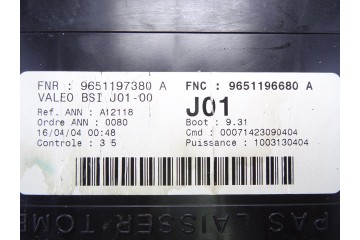 FNR : 9651197380 A
FNC : 9651196680 A
VALEO BSI J01-00
J01
Ref. ANN : A12118
Ordre ANN : 0080
Boot : 9.31
16/04/04 00:48
Cmd : 00071423090404
Controle : 3 5
Puissance : 1003130404
PAS LAISSER TOMB